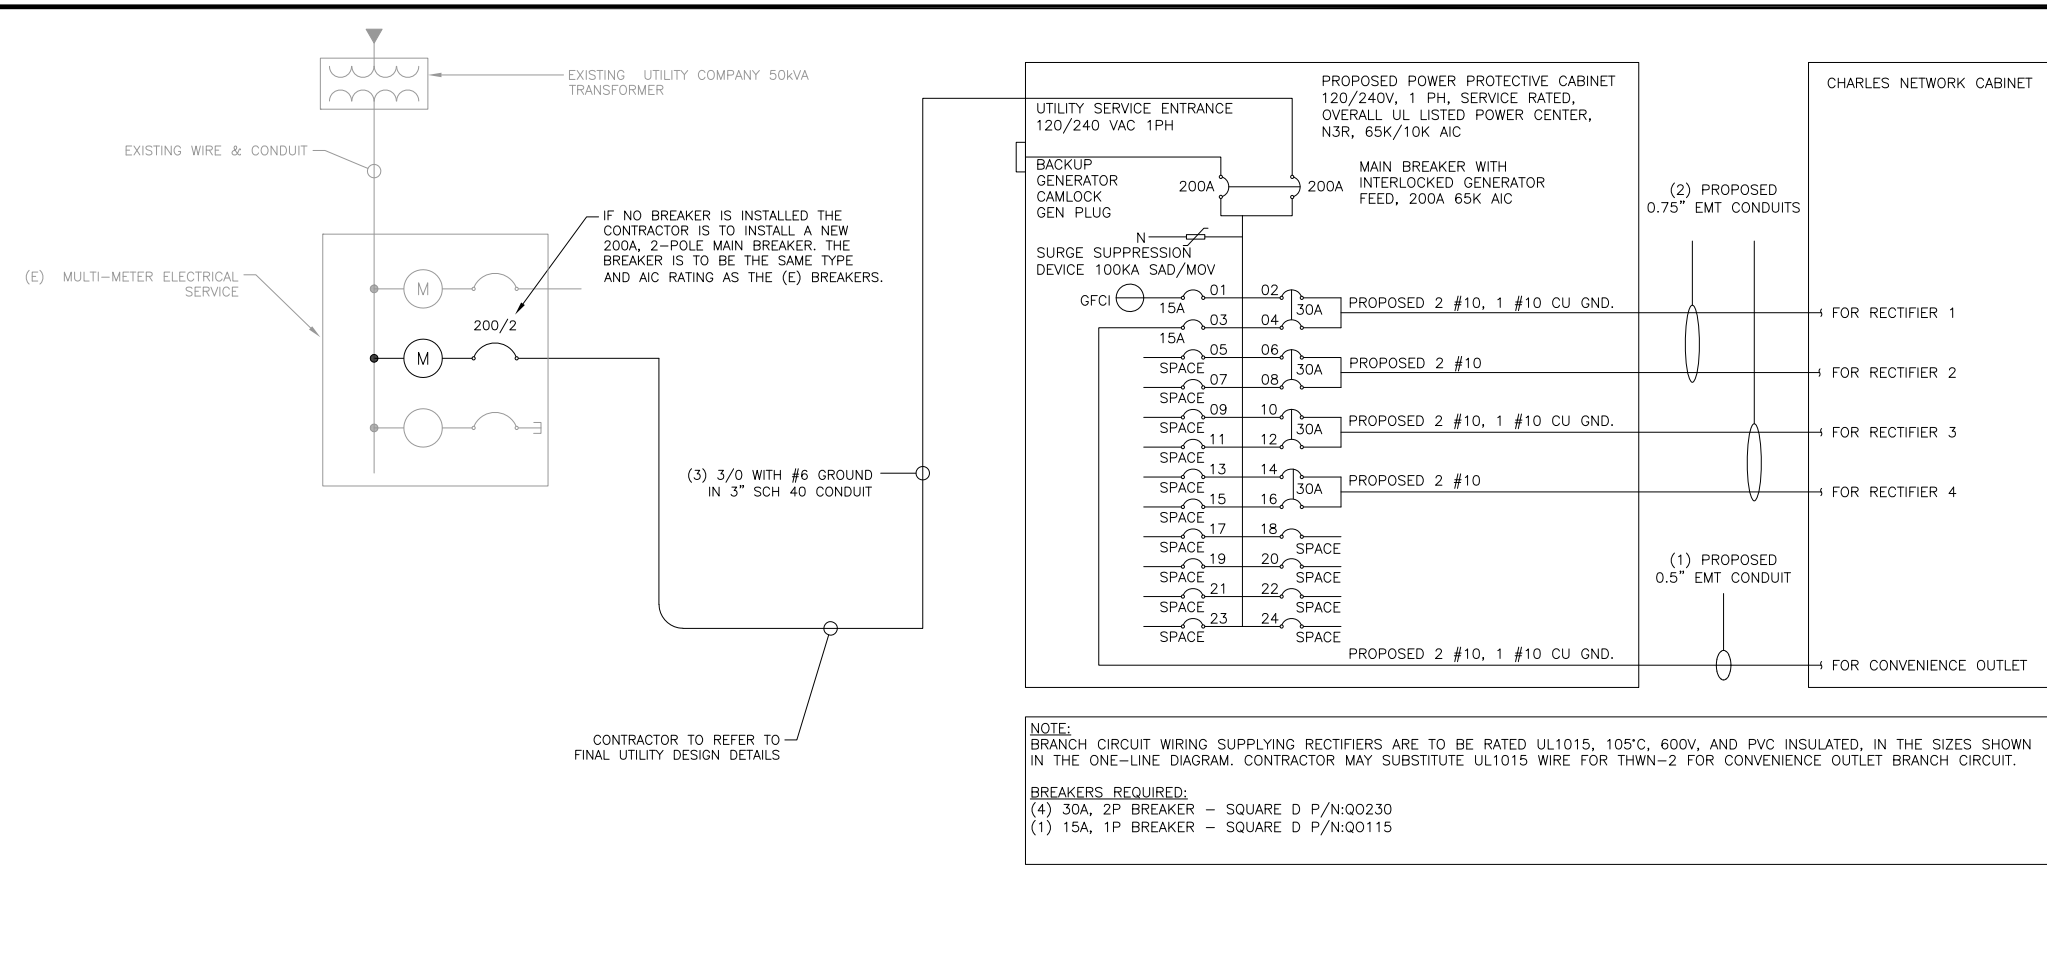 EXISTING UTILITY COMPANY 50kVA
TRANSFORMER
EXISTING WIRE & CONDUIT
IF NO BREAKER IS INSTALLED THE
CONTRACTOR IS TO INSTALL A NEW
200A, 2-POLE MAIN BREAKER. THE
BREAKER IS TO BE THE SAME TYPE
AND AIC RATING AS THE (E) BREAKERS.
(E) MULTI-METER ELECTRICAL
SERVICE
M
200/2
M
(3) 3/0 WITH #6 GROUND
IN 3" SCH 40 CONDUIT
CONTRACTOR TO REFER TO
FINAL UTILITY DESIGN DETAILS
UTILITY SERVICE ENTRANCE
120/240 VAC 1PH
PROPOSED POWER PROTECTIVE CABINET
120/240V, 1 PH, SERVICE RATED,
OVERALL UL LISTED POWER CENTER,
N3R, 65K/10K AIC
BACKUP
GENERATOR
CAMLOCK
GEN PLUG
200A
200A
MAIN BREAKER WITH
INTERLOCKED GENERATOR
FEED, 200A 65K AIC
N
SURGE SUPPRESSION
DEVICE 100KA SAD/MOV
GFCI
01 02
15A 30A
PROPOSED 2 #10, 1 #10 CU GND.
03 04
15A
05 06
SPACE 30A
PROPOSED 2 #10
07 08
SPACE
09 10
SPACE 30A
PROPOSED 2 #10, 1 #10 CU GND.
11 12
SPACE
13 14
SPACE 30A
PROPOSED 2 #10
15 16
SPACE
17 18
SPACE SPACE
19 20
SPACE SPACE
21 22
SPACE SPACE
23 24
SPACE SPACE
PROPOSED 2 #10, 1 #10 CU GND.
(2) PROPOSED
0.75" EMT CONDUITS
(1) PROPOSED
0.5" EMT CONDUIT
CHARLES NETWORK CABINET
FOR RECTIFIER 1
FOR RECTIFIER 2
FOR RECTIFIER 3
FOR RECTIFIER 4
FOR CONVENIENCE OUTLET
NOTE:
BRANCH CIRCUIT WIRING SUPPLYING RECTIFIERS ARE TO BE RATED UL1015, 105°C, 600V, AND PVC INSULATED, IN THE SIZES SHOWN
IN THE ONE-LINE DIAGRAM. CONTRACTOR MAY SUBSTITUTE UL1015 WIRE FOR THWN-2 FOR CONVENIENCE OUTLET BRANCH CIRCUIT.
BREAKERS REQUIRED:
(4) 30A, 2P BREAKER - SQUARE D P/N:QO230
(1) 15A, 1P BREAKER - SQUARE D P/N:QO115